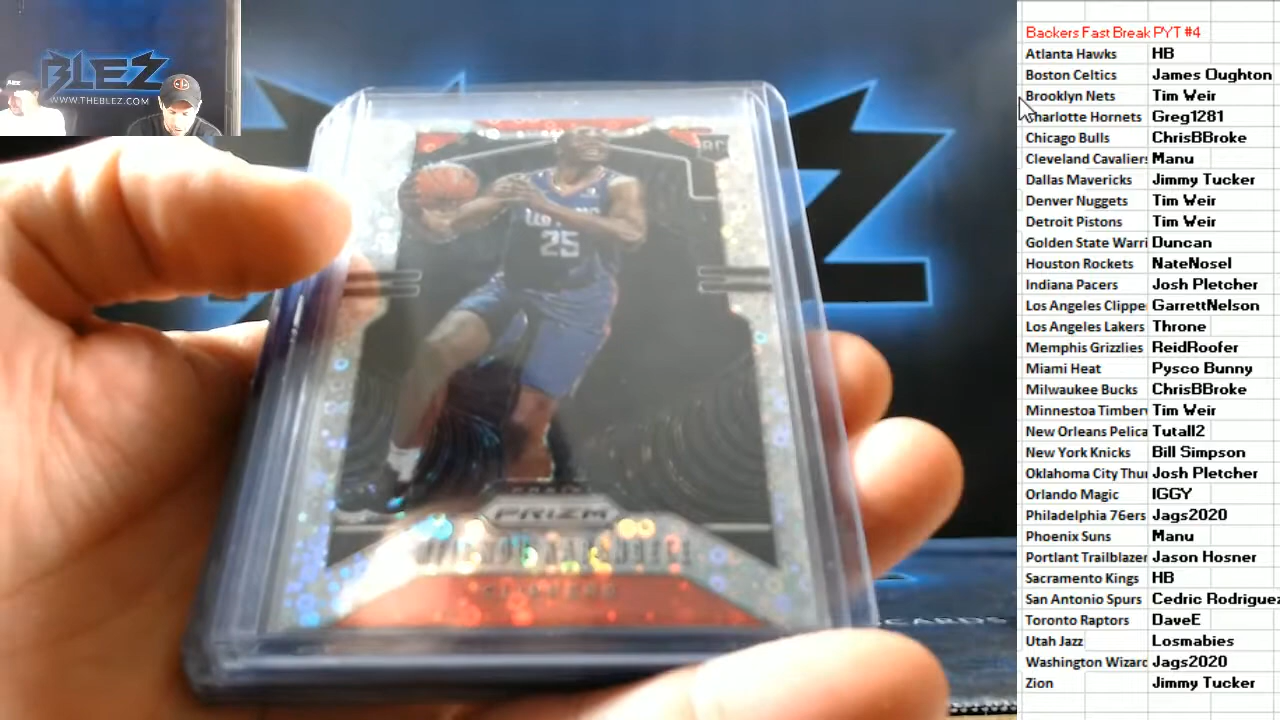 BLEZ
WWW.THEBLEZ.COM
RC
25
PRIZM
CLIPPERS
Backers Fast Break PYT #4
Atlanta Hawks HB
Boston Celtics James Oughton
Brooklyn Nets Tim Weir
Charlotte Hornets Greg1281
Chicago Bulls ChrisBBroke
Cleveland Cavaliers Manu
Dallas Mavericks Jimmy Tucker
Denver Nuggets Tim Weir
Detroit Pistons Tim Weir
Golden State Warri Duncan
Houston Rockets NateNosel
Indiana Pacers Josh Pletcher
Los Angeles Clippe GarrettNelson
Los Angeles Lakers Throne
Memphis Grizzlies ReidRoofer
Miami Heat Pysco Bunny
Milwaukee Bucks ChrisBBroke
Minnestoa Timberv Tim Weir
New Orleans Pelica Tutall2
New York Knicks Bill Simpson
Oklahoma City Thu Josh Pletcher
Orlando Magic IGGY
Philadelphia 76ers Jags2020
Phoenix Suns Manu
Portlant Trailblazer Jason Hosner
Sacramento Kings HB
San Antonio Spurs Cedric Rodriguez
Toronto Raptors DaveE
Utah Jazz Losmabies
Washington Wizard Jags2020
Zion Jimmy Tucker